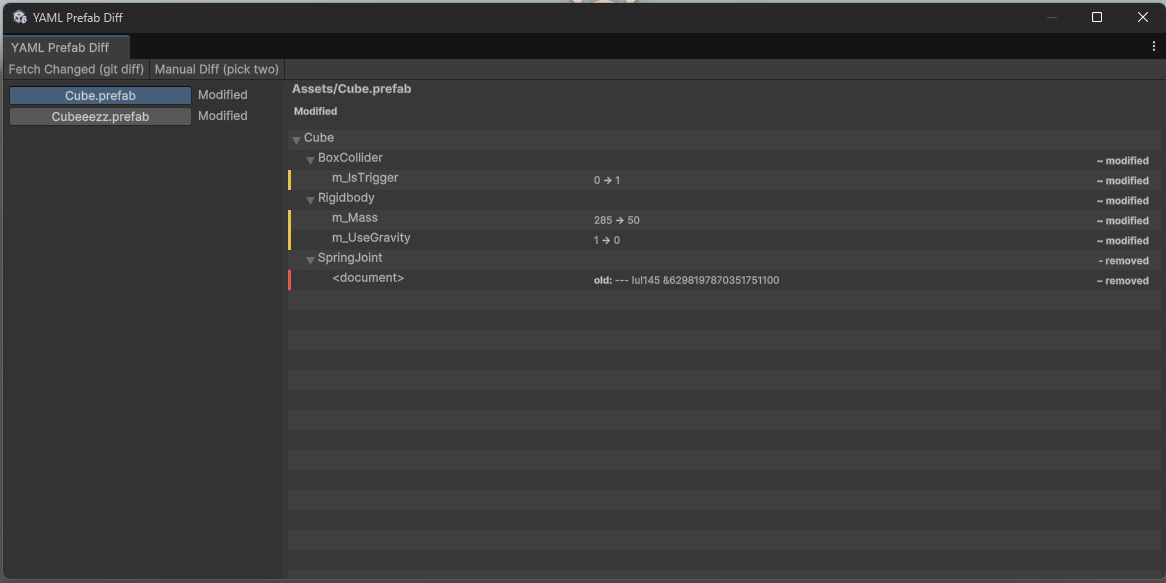 YAML Prefab Diff
YAML Prefab Diff
Fetch Changed (git diff) Manual Diff (pick two)
Cube.prefab Modified
Cubeeezz.prefab Modified
Assets/Cube.prefab
Modified
Cube
BoxCollider ~ modified
m_IsTrigger 0 → 1 ~ modified
Rigidbody ~ modified
m_Mass 285 → 50 ~ modified
m_UseGravity 1 → 0 ~ modified
SpringJoint - removed
<document> old: --- !u!145 &6298197870351751100 – removed